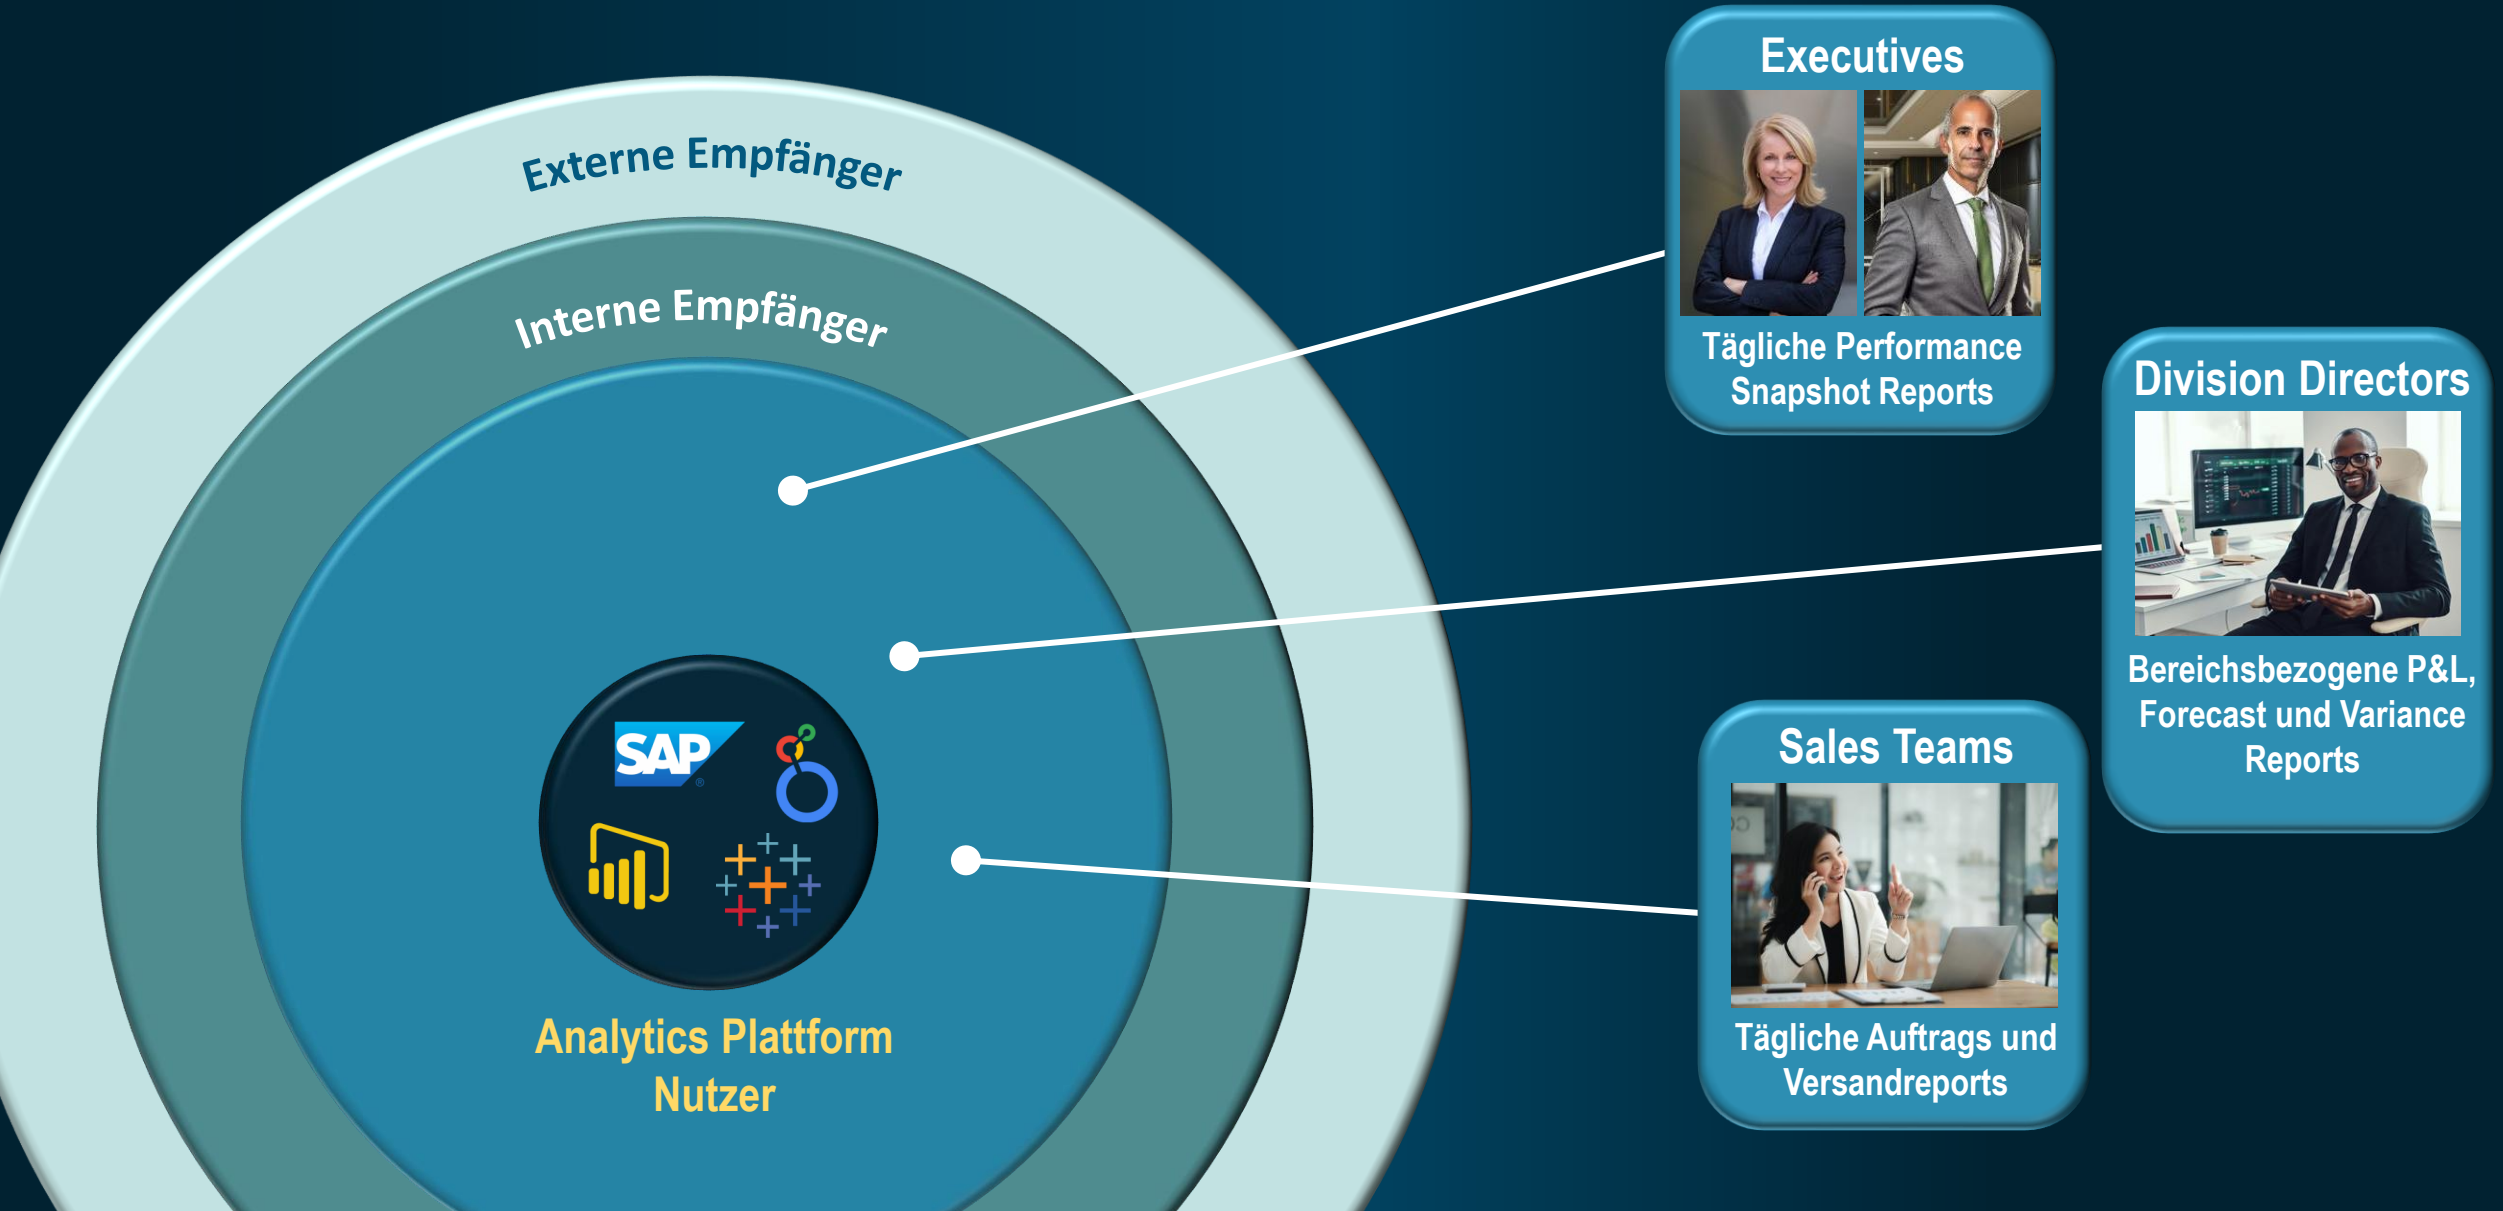 Externe Empfänger
Interne Empfänger
SAP
®
Analytics Plattform
Nutzer
Executives
Tägliche Performance
Snapshot Reports
Division Directors
Bereichsbezogene P&L,
Forecast und Variance
Reports
Sales Teams
Tägliche Auftrags und
Versandreports